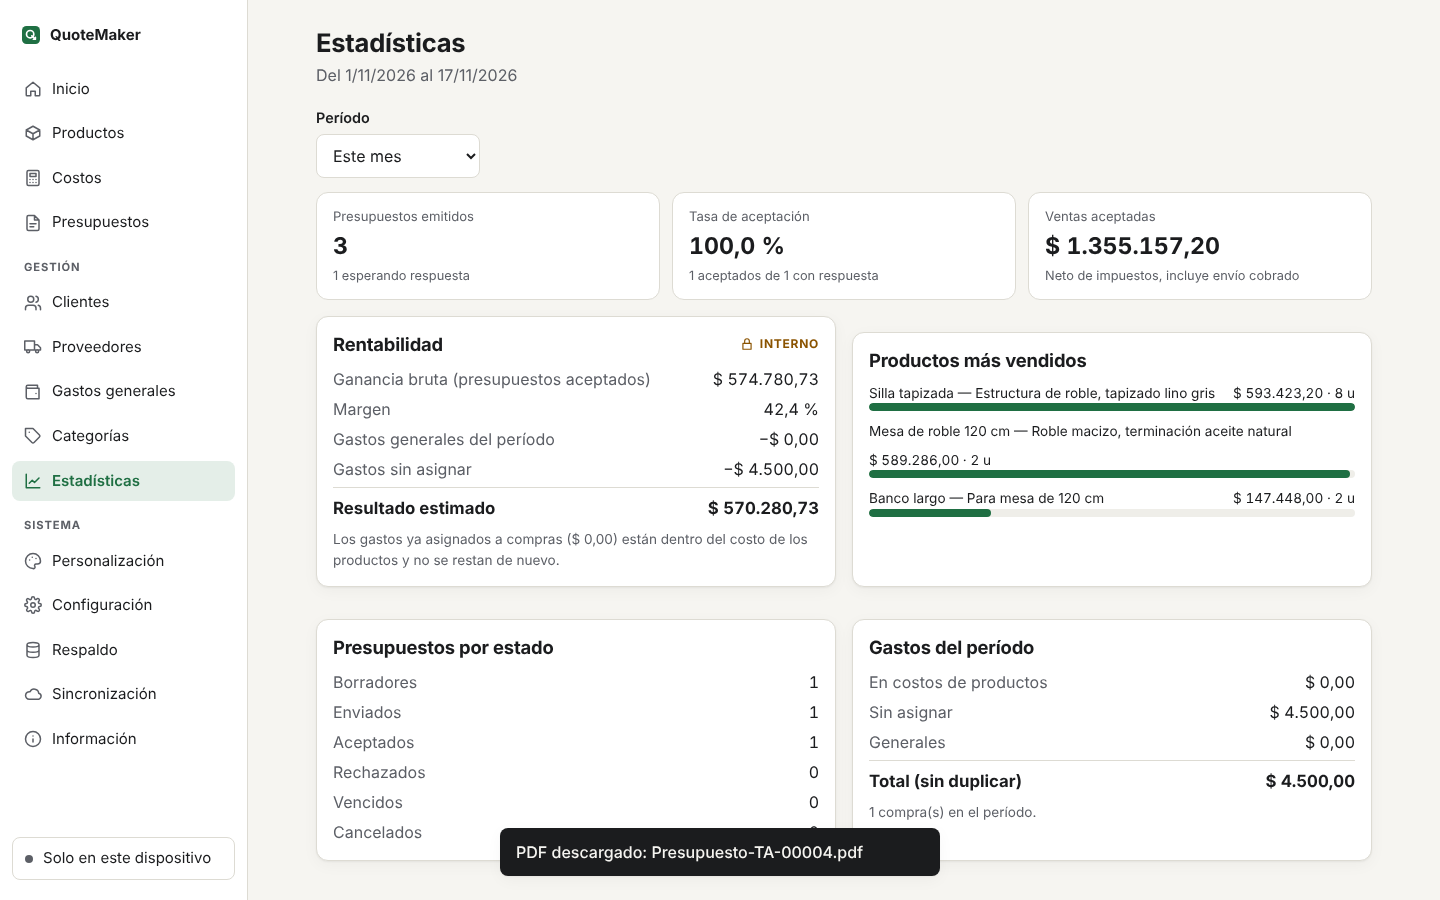 QuoteMaker
Inicio
Productos
Costos
Presupuestos
GESTIÓN
Clientes
Proveedores
Gastos generales
Categorías
Estadísticas
SISTEMA
Personalización
Configuración
Respaldo
Sincronización
Información
Solo en este dispositivo
Estadísticas
Del 1/11/2026 al 17/11/2026
Período
Este mes
Presupuestos emitidos
3
1 esperando respuesta
Tasa de aceptación
100,0 %
1 aceptados de 1 con respuesta
Ventas aceptadas
$ 1.355.157,20
Neto de impuestos, incluye envío cobrado
Rentabilidad INTERNO
Ganancia bruta (presupuestos aceptados) $ 574.780,73
Margen 42,4 %
Gastos generales del período −$ 0,00
Gastos sin asignar −$ 4.500,00
Resultado estimado $ 570.280,73
Los gastos ya asignados a compras ($ 0,00) están dentro del costo de los
productos y no se restan de nuevo.
Productos más vendidos
Silla tapizada — Estructura de roble, tapizado lino gris $ 593.423,20 · 8 u
Mesa de roble 120 cm — Roble macizo, terminación aceite natural
$ 589.286,00 · 2 u
Banco largo — Para mesa de 120 cm $ 147.448,00 · 2 u
Presupuestos por estado
Borradores 1
Enviados 1
Aceptados 1
Rechazados 0
Vencidos 0
Cancelados
Gastos del período
En costos de productos $ 0,00
Sin asignar $ 4.500,00
Generales $ 0,00
Total (sin duplicar) $ 4.500,00
1 compra(s) en el período.
PDF descargado: Presupuesto-TA-00004.pdf